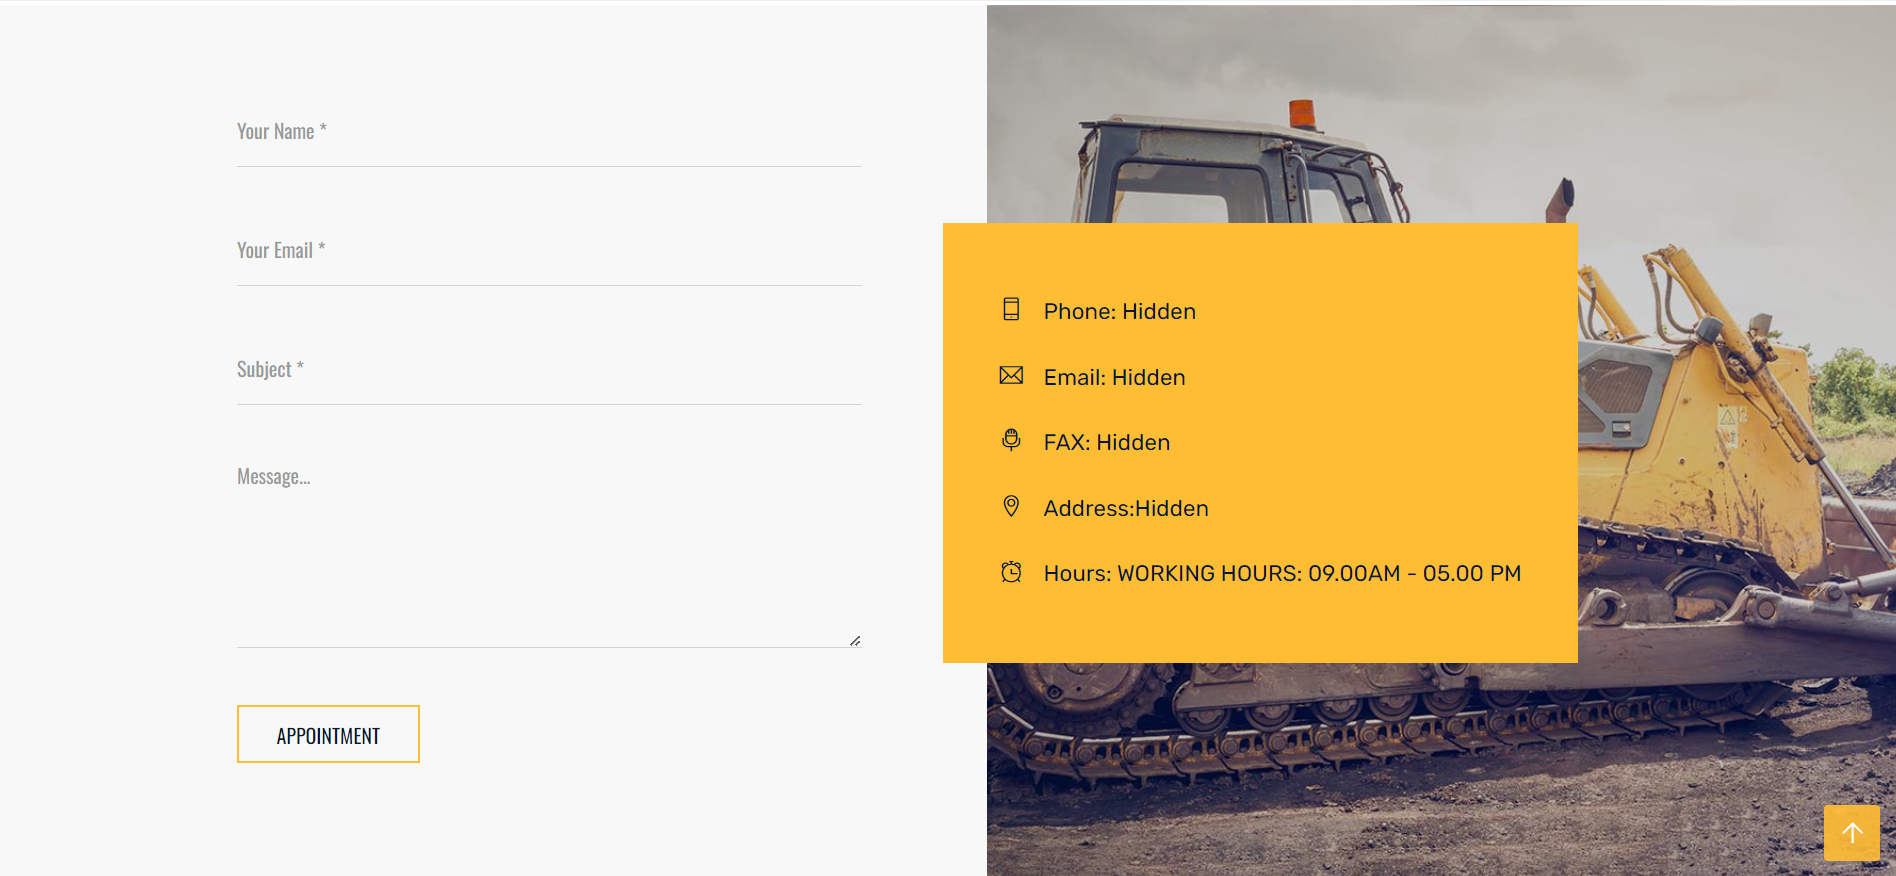 Your Name *
Your Email *
Subject *
Message...
APPOINTMENT
Phone: Hidden
Email: Hidden
FAX: Hidden
Address:Hidden
Hours: WORKING HOURS: 09.00AM - 05.00 PM